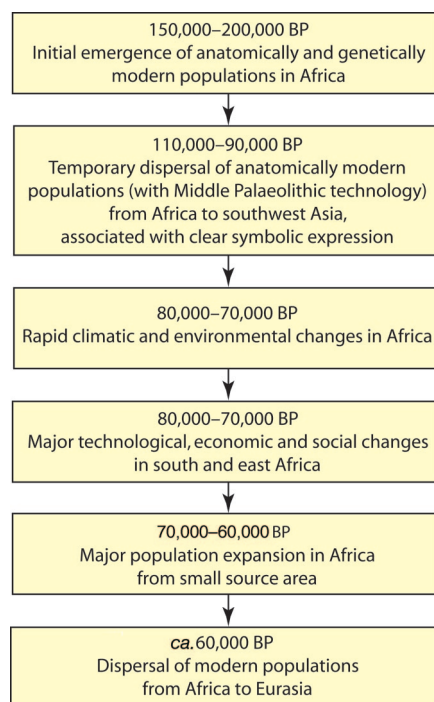 150,000–200,000 BP
Initial emergence of anatomically and genetically
modern populations in Africa
110,000–90,000 BP
Temporary dispersal of anatomically modern
populations (with Middle Palaeolithic technology)
from Africa to southwest Asia,
associated with clear symbolic expression
80,000–70,000 BP
Rapid climatic and environmental changes in Africa
80,000–70,000 BP
Major technological, economic and social changes
in south and east Africa
70,000–60,000 BP
Major population expansion in Africa
from small source area
ca. 60,000 BP
Dispersal of modern populations
from Africa to Eurasia